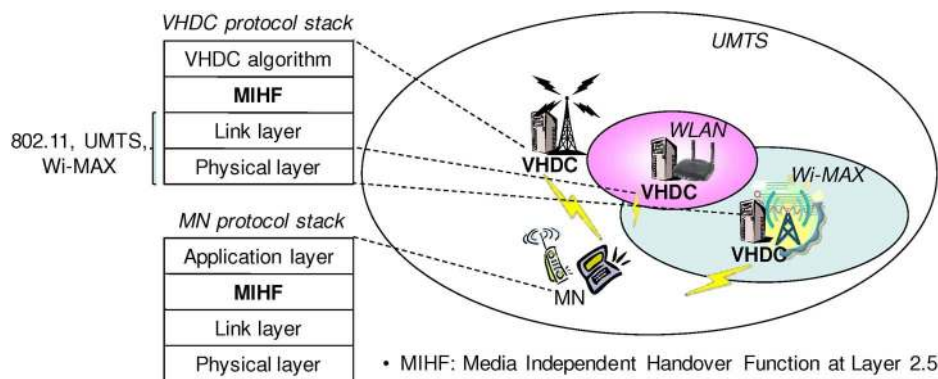 VHDC protocol stack
VHDC algorithm
MIHF
Link layer
Physical layer
802.11, UMTS,
Wi-MAX
MN protocol stack
Application layer
MIHF
Link layer
Physical layer
UMTS
VHDC
WLAN
VHDC
Wi-MAX
VHDC
MN
• MIHF: Media Independent Handover Function at Layer 2.5